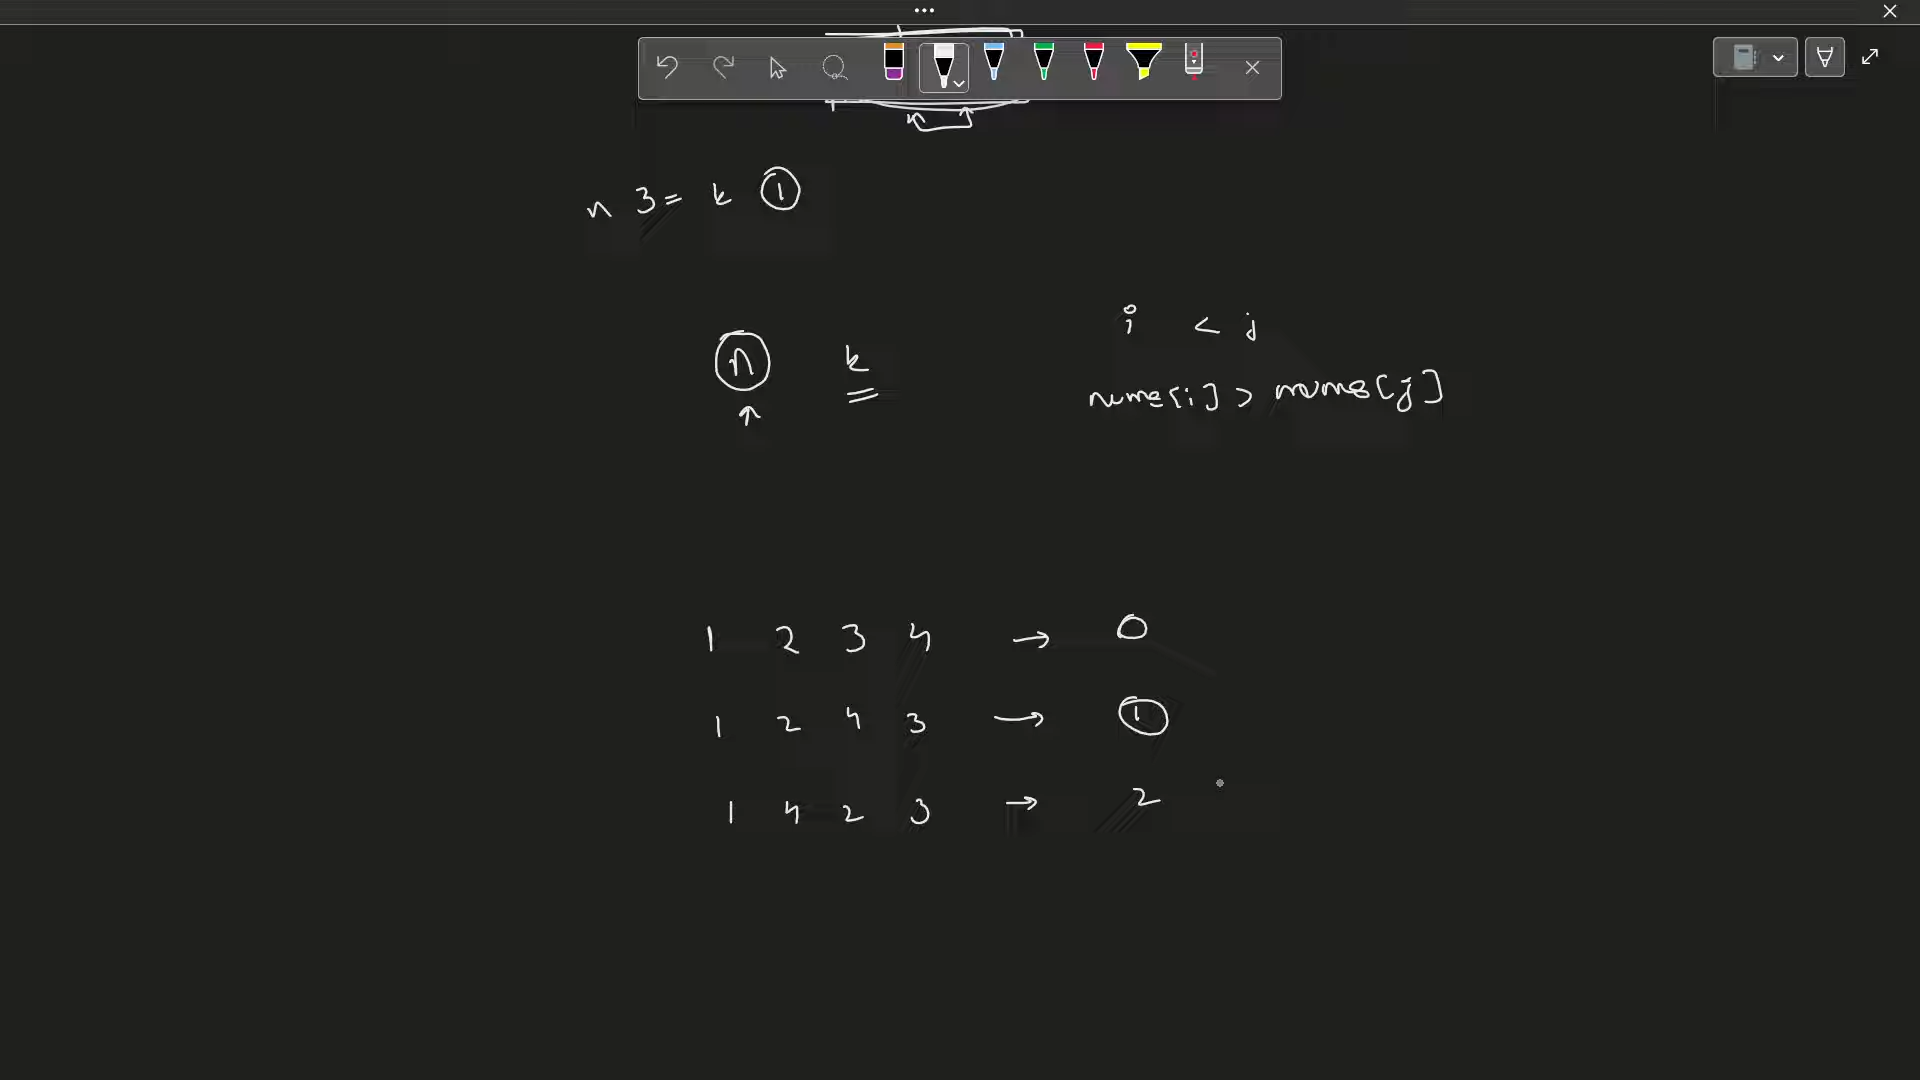 n 3 = k 1
n k
i < j
nums[i] > nums[j]
1 2 3 4 → 0
1 2 4 3 → 1
1 4 2 3 → 2